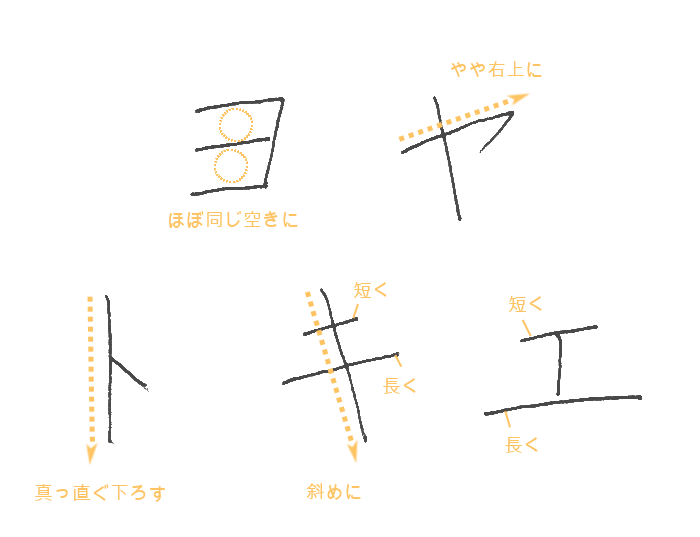 やや右上に
ヨ ヤ
ほぼ同じ空きに
短く
短く
ト キ エ
長く
長く
真っ直ぐ下ろす
斜めに